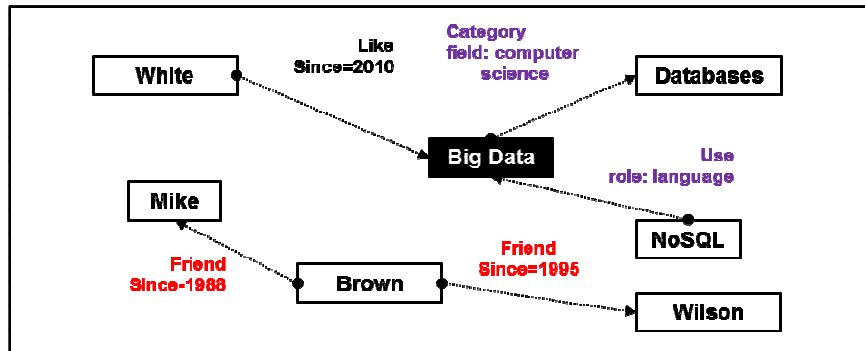 Like
Since=2010
Category
field: computer
science
White
Databases
Big Data
Use
role: language
Mike
NoSQL
Friend
Since-1988
Friend
Since=1995
Brown
Wilson